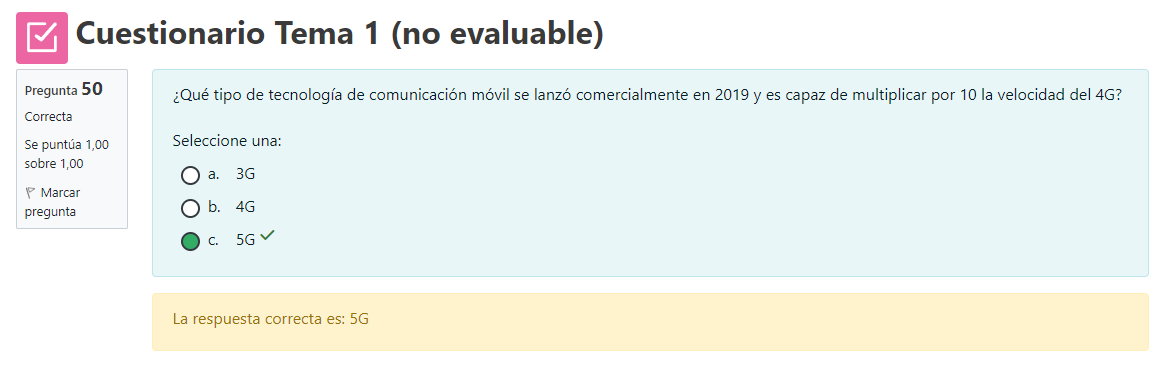 Cuestionario Tema 1 (no evaluable)
Pregunta 50
Correcta
Se puntúa 1,00
sobre 1,00
Marcar
pregunta
¿Qué tipo de tecnología de comunicación móvil se lanzó comercialmente en 2019 y es capaz de multiplicar por 10 la velocidad del 4G?
Seleccione una:
a. 3G
b. 4G
c. 5G
La respuesta correcta es: 5G